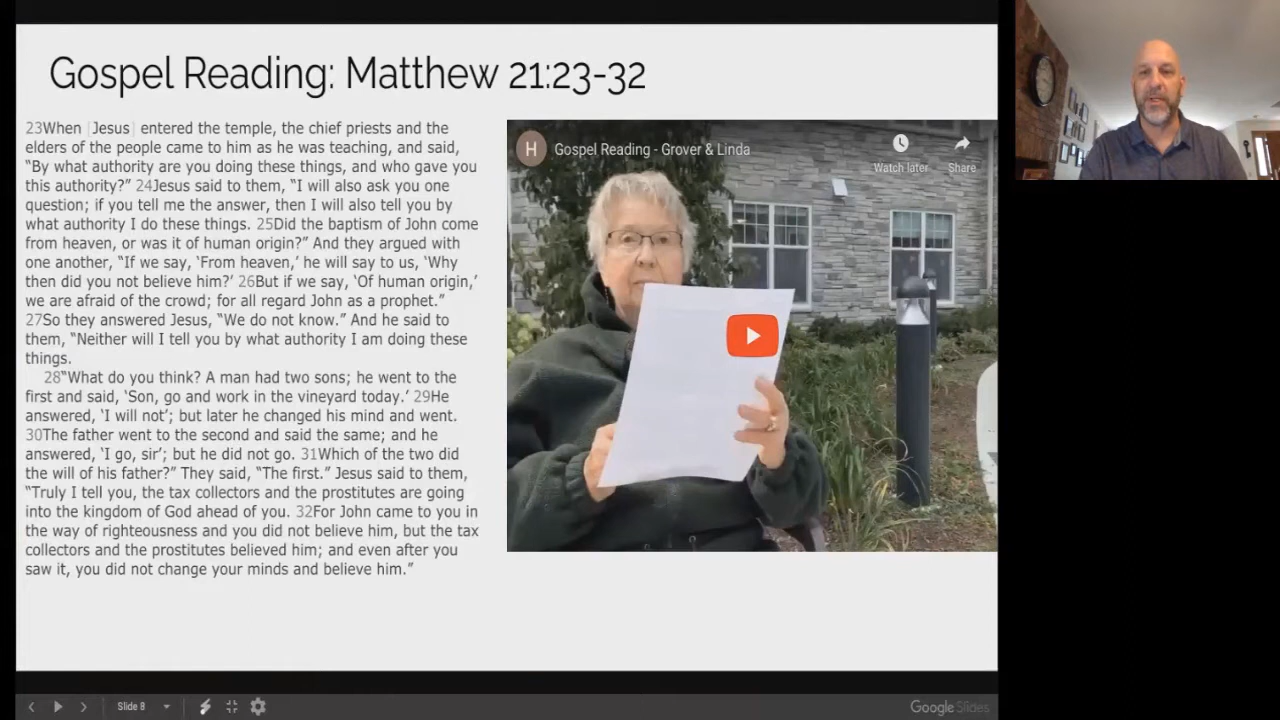 Gospel Reading: Matthew 21:23-32
23When [Jesus] entered the temple, the chief priests and the
elders of the people came to him as he was teaching, and said,
“By what authority are you doing these things, and who gave you
this authority?” 24Jesus said to them, “I will also ask you one
question; if you tell me the answer, then I will also tell you by
what authority I do these things. 25Did the baptism of John come
from heaven, or was it of human origin?” And they argued with
one another, “If we say, ‘From heaven,’ he will say to us, ‘Why
then did you not believe him?’ 26But if we say, ‘Of human origin,’
we are afraid of the crowd; for all regard John as a prophet.”
27So they answered Jesus, “We do not know.” And he said to
them, “Neither will I tell you by what authority I am doing these
things.
28“What do you think? A man had two sons; he went to the
first and said, ‘Son, go and work in the vineyard today.’ 29He
answered, ‘I will not’; but later he changed his mind and went.
30The father went to the second and said the same; and he
answered, ‘I go, sir’; but he did not go. 31Which of the two did
the will of his father?” They said, “The first.” Jesus said to them,
“Truly I tell you, the tax collectors and the prostitutes are going
into the kingdom of God ahead of you. 32For John came to you in
the way of righteousness and you did not believe him, but the tax
collectors and the prostitutes believed him; and even after you
saw it, you did not change your minds and believe him.”
H Gospel Reading - Grover & Linda
Watch later Share
Slide 8
Google Slides